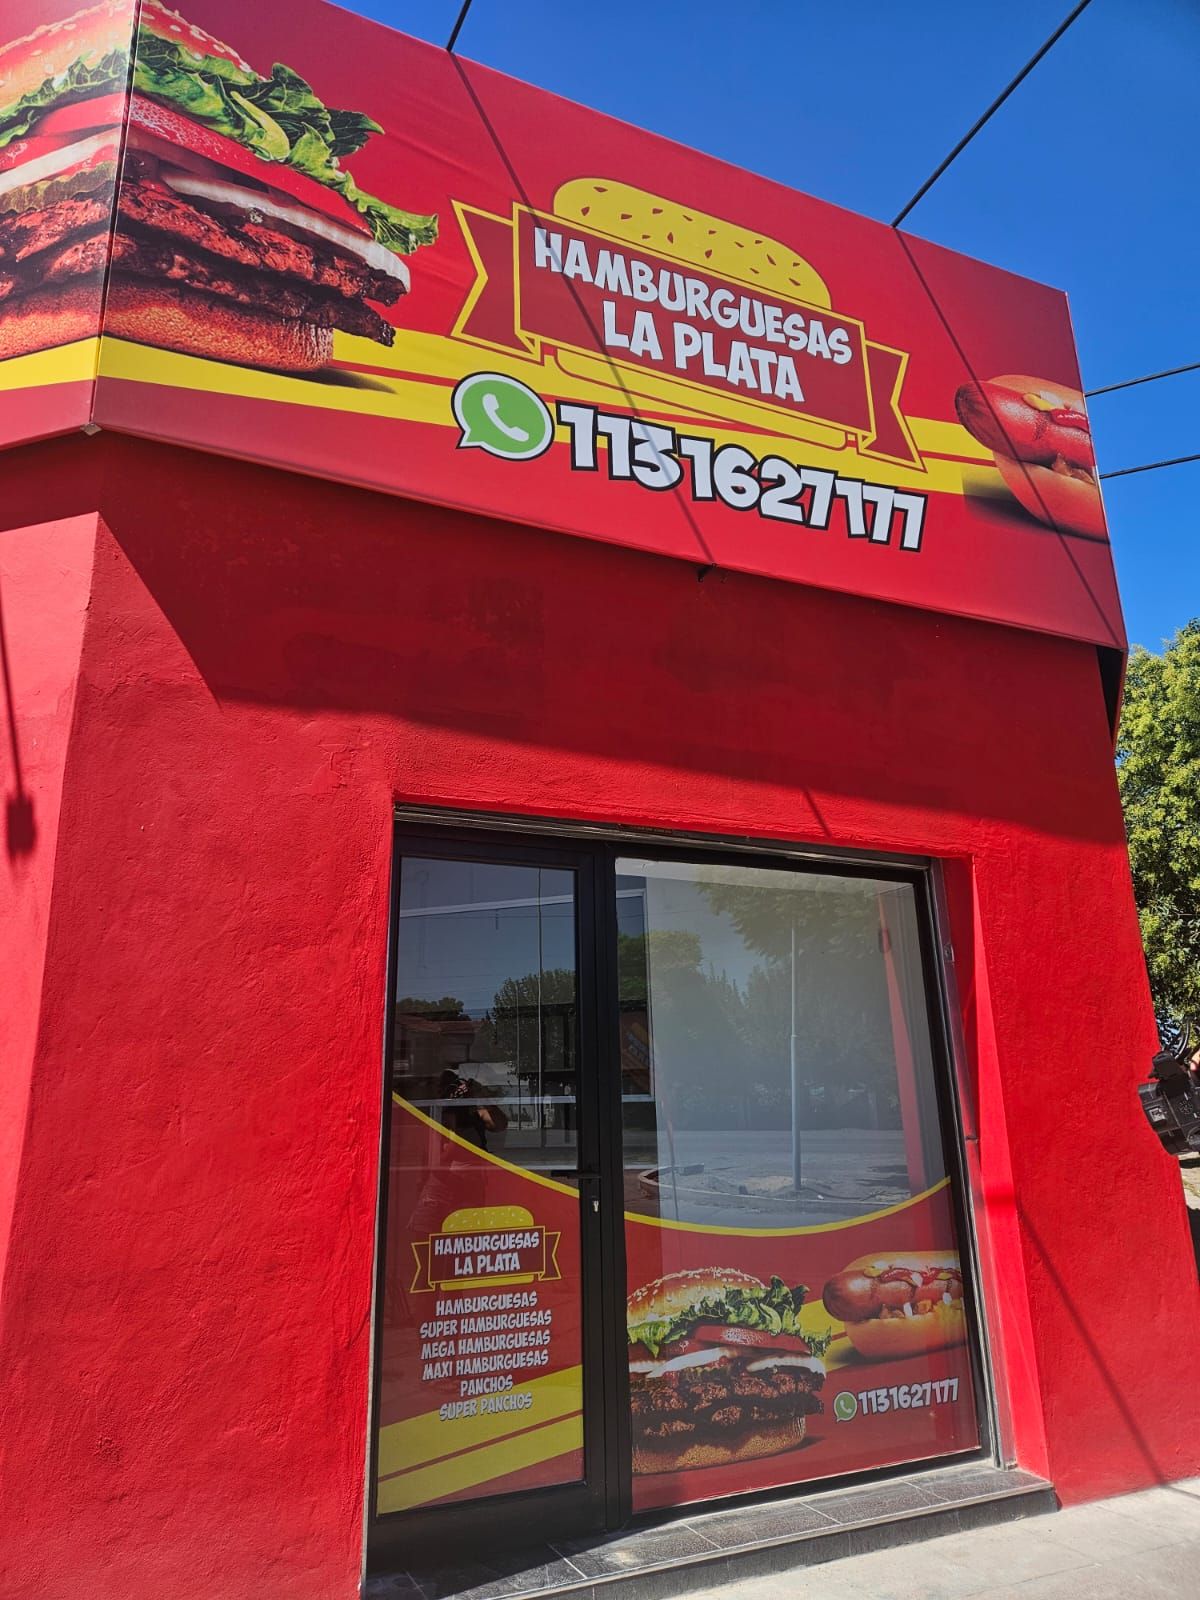 HAMBURGUESAS
LA PLATA
1131627177
HAMBURGUESAS
LA PLATA
HAMBURGUESAS
SUPER HAMBURGUESAS
MEGA HAMBURGUESAS
MAXI HAMBURGUESAS
PANCHOS
SUPER PANCHOS
1131627177